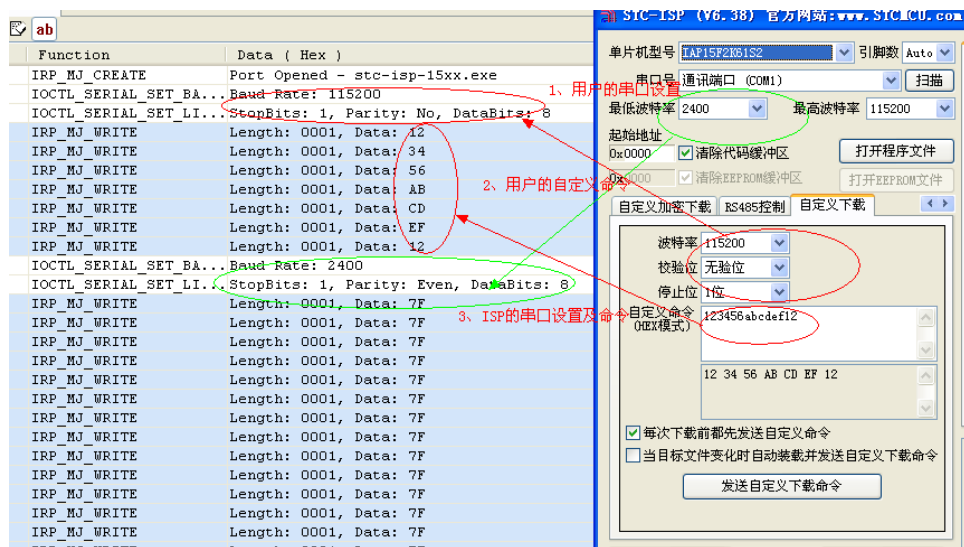 ab
Function Data ( Hex )
IRP_MJ_CREATE Port Opened - stc-isp-15xx.exe
IOCTL_SERIAL_SET_BA... Baud Rate: 115200
IOCTL_SERIAL_SET_LI... StopBits: 1, Parity: No, DataBits: 8
IRP_MJ_WRITE Length: 0001, Data: 12
IRP_MJ_WRITE Length: 0001, Data: 34
IRP_MJ_WRITE Length: 0001, Data: 56
IRP_MJ_WRITE Length: 0001, Data: AB
IRP_MJ_WRITE Length: 0001, Data: CD
IRP_MJ_WRITE Length: 0001, Data: EF
IRP_MJ_WRITE Length: 0001, Data: 12
IOCTL_SERIAL_SET_BA... Baud Rate: 2400
IOCTL_SERIAL_SET_LI... StopBits: 1, Parity: Even, DataBits: 8
IRP_MJ_WRITE Length: 0001, Data: 7F
IRP_MJ_WRITE Length: 0001, Data: 7F
IRP_MJ_WRITE Length: 0001, Data: 7F
IRP_MJ_WRITE Length: 0001, Data: 7F
IRP_MJ_WRITE Length: 0001, Data: 7F
IRP_MJ_WRITE Length: 0001, Data: 7F
IRP_MJ_WRITE Length: 0001, Data: 7F
IRP_MJ_WRITE Length: 0001, Data: 7F
IRP_MJ_WRITE Length: 0001, Data: 7F
IRP_MJ_WRITE Length: 0001, Data: 7F
IRP_MJ_WRITE Length: 0001, Data: 7F
IRP_MJ_WRITE Length: 0001, Data: 7F
IRP_MJ_WRITE Length: 0001, Data: 7F
1、用户的串口设置
2、用户的自定义命令
3、ISP的串口设置及命令
STC-ISP (V6.38) 官方网站:www.STCMCU.com
单片机型号 IAP15F2K61S2 引脚数 Auto
串口号 通讯端口 (COM1) 扫描
最低波特率 2400 最高波特率 115200
起始地址
0x0000 清除代码缓冲区 打开程序文件
0x0000 清除EEPROM缓冲区 打开EEPROM文件
自定义加密下载 RS485控制 自定义下载
波特率 115200
校验位 无验位
停止位 1位
自定义命令 123456abcdef12
(HEX模式)
12 34 56 AB CD EF 12
每次下载前都先发送自定义命令
当目标文件变化时自动装载并发送自定义下载命令
发送自定义下载命令